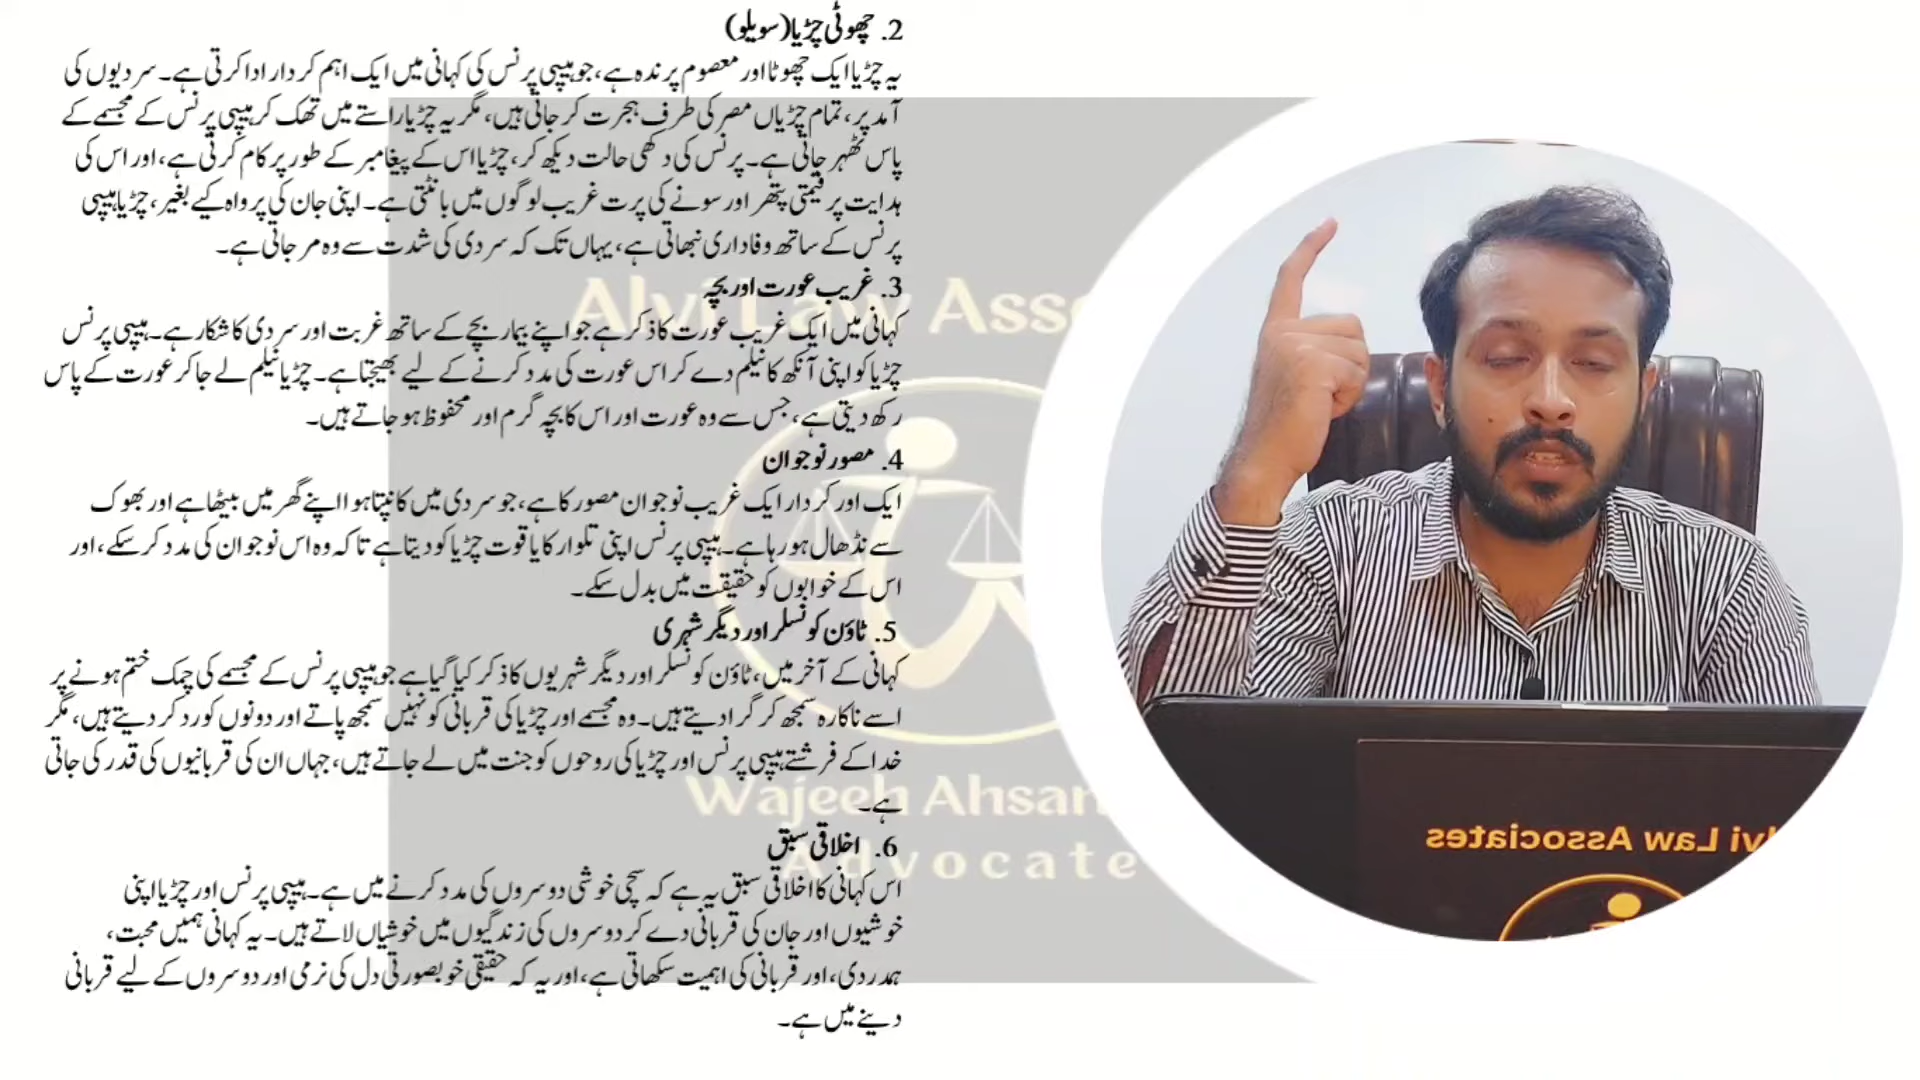 2. چھوٹی چڑیا (سویلو)
یہ چڑیا ایک چھوٹا اور معصوم پرندہ ہے، جو ہیپی پرنس کی کہانی میں ایک اہم کردار ادا کرتی ہے۔ سردیوں کی
آمد پر، تمام چڑیاں مصر کی طرف ہجرت کر جاتی ہیں، مگر یہ چڑیا راستے میں تھک کر ہیپی پرنس کے مجسمے کے
پاس ٹھہر جاتی ہے۔ پرنس کی دکھی حالت دیکھ کر، چڑیا اس کے پیغامبر کے طور پر کام کرتی ہے، اور اس کی
ہدایت پر قیمتی پتھر اور سونے کی پرت غریب لوگوں میں بانٹتی ہے۔ اپنی جان کی پرواہ کیے بغیر، چڑیا ہیپی
پرنس کے ساتھ وفاداری نبھاتی ہے، یہاں تک کہ سردی کی شدت سے وہ مر جاتی ہے۔
3. غریب عورت اور بچہ
کہانی میں ایک غریب عورت کا ذکر ہے جو اپنے بیمار بچے کے ساتھ غربت اور سردی کا شکار ہے۔ ہیپی پرنس
چڑیا کو اپنی آنکھ کا نیلم دے کر اس عورت کی مدد کرنے کے لیے بھیجتا ہے۔ چڑیا نیلم لے جا کر عورت کے پاس
رکھ دیتی ہے، جس سے وہ عورت اور اس کا بچہ گرم اور محفوظ ہو جاتے ہیں۔
4. مصور نوجوان
ایک اور کردار ایک غریب نوجوان مصور کا ہے، جو سردی میں کانپتا ہوا اپنے گھر میں بیٹھا ہے اور بھوک
سے نڈھال ہو رہا ہے۔ ہیپی پرنس اپنی تلوار کا یاقوت چڑیا کو دیتا ہے تاکہ وہ اس نوجوان کی مدد کر سکے، اور
اس کے خوابوں کو حقیقت میں بدل سکے۔
5. ٹاؤن کونسلر اور دیگر شہری
کہانی کے آخر میں، ٹاؤن کونسلر اور دیگر شہریوں کا ذکر کیا گیا ہے جو ہیپی پرنس کے مجسمے کی چمک ختم ہونے پر
اسے ناکارہ سمجھ کر گرا دیتے ہیں۔ وہ مجسمے اور چڑیا کی قربانی کو نہیں سمجھ پاتے اور دونوں کو رد کر دیتے ہیں، مگر
خدا کے فرشتے ہیپی پرنس اور چڑیا کی روحوں کو جنت میں لے جاتے ہیں، جہاں ان کی قربانیوں کی قدر کی جاتی
ہے۔
6. اخلاقی سبق
اس کہانی کا اخلاقی سبق یہ ہے کہ سچی خوشی دوسروں کی مدد کرنے میں ہے۔ ہیپی پرنس اور چڑیا اپنی
خوشیوں اور جان کی قربانی دے کر دوسروں کی زندگیوں میں خوشیاں لاتے ہیں۔ یہ کہانی ہمیں محبت،
ہمدردی، اور قربانی کی اہمیت سکھاتی ہے، اور یہ کہ حقیقی خوبصورتی دل کی نرمی اور دوسروں کے لیے قربانی
دینے میں ہے۔
Alvi Law Asso
Wajeeh Ahsan
Advocate
lvi Law Associates